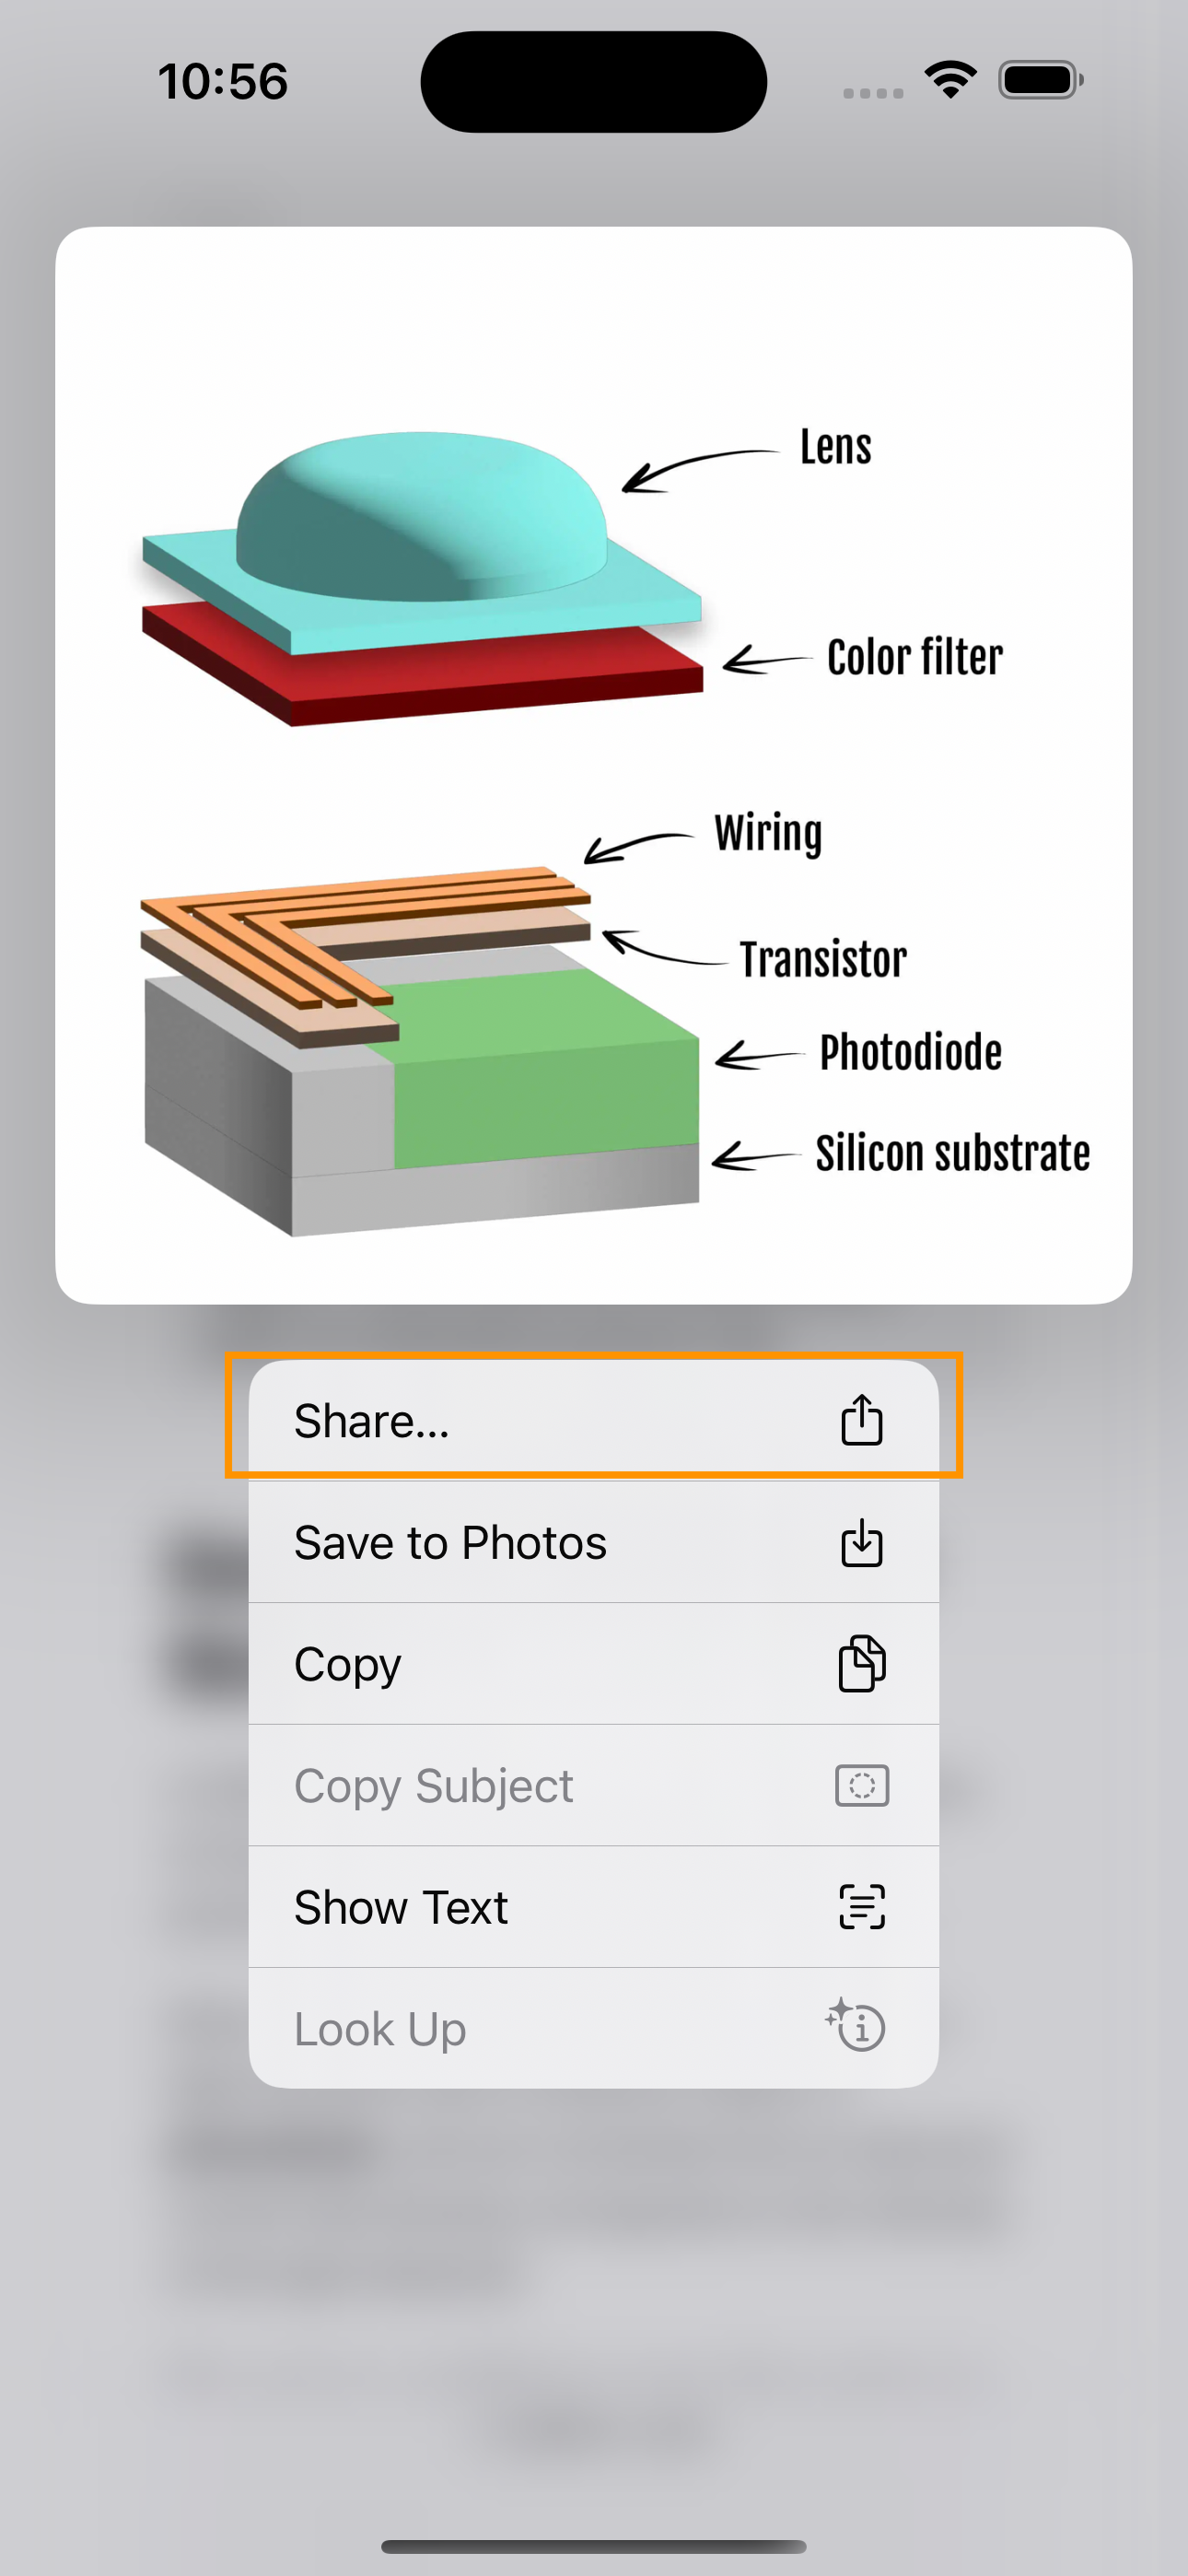 10:56
Lens
Color filter
Wiring
Transistor
Photodiode
Silicon substrate
Share...
Save to Photos
Copy
Copy Subject
Show Text
Look Up